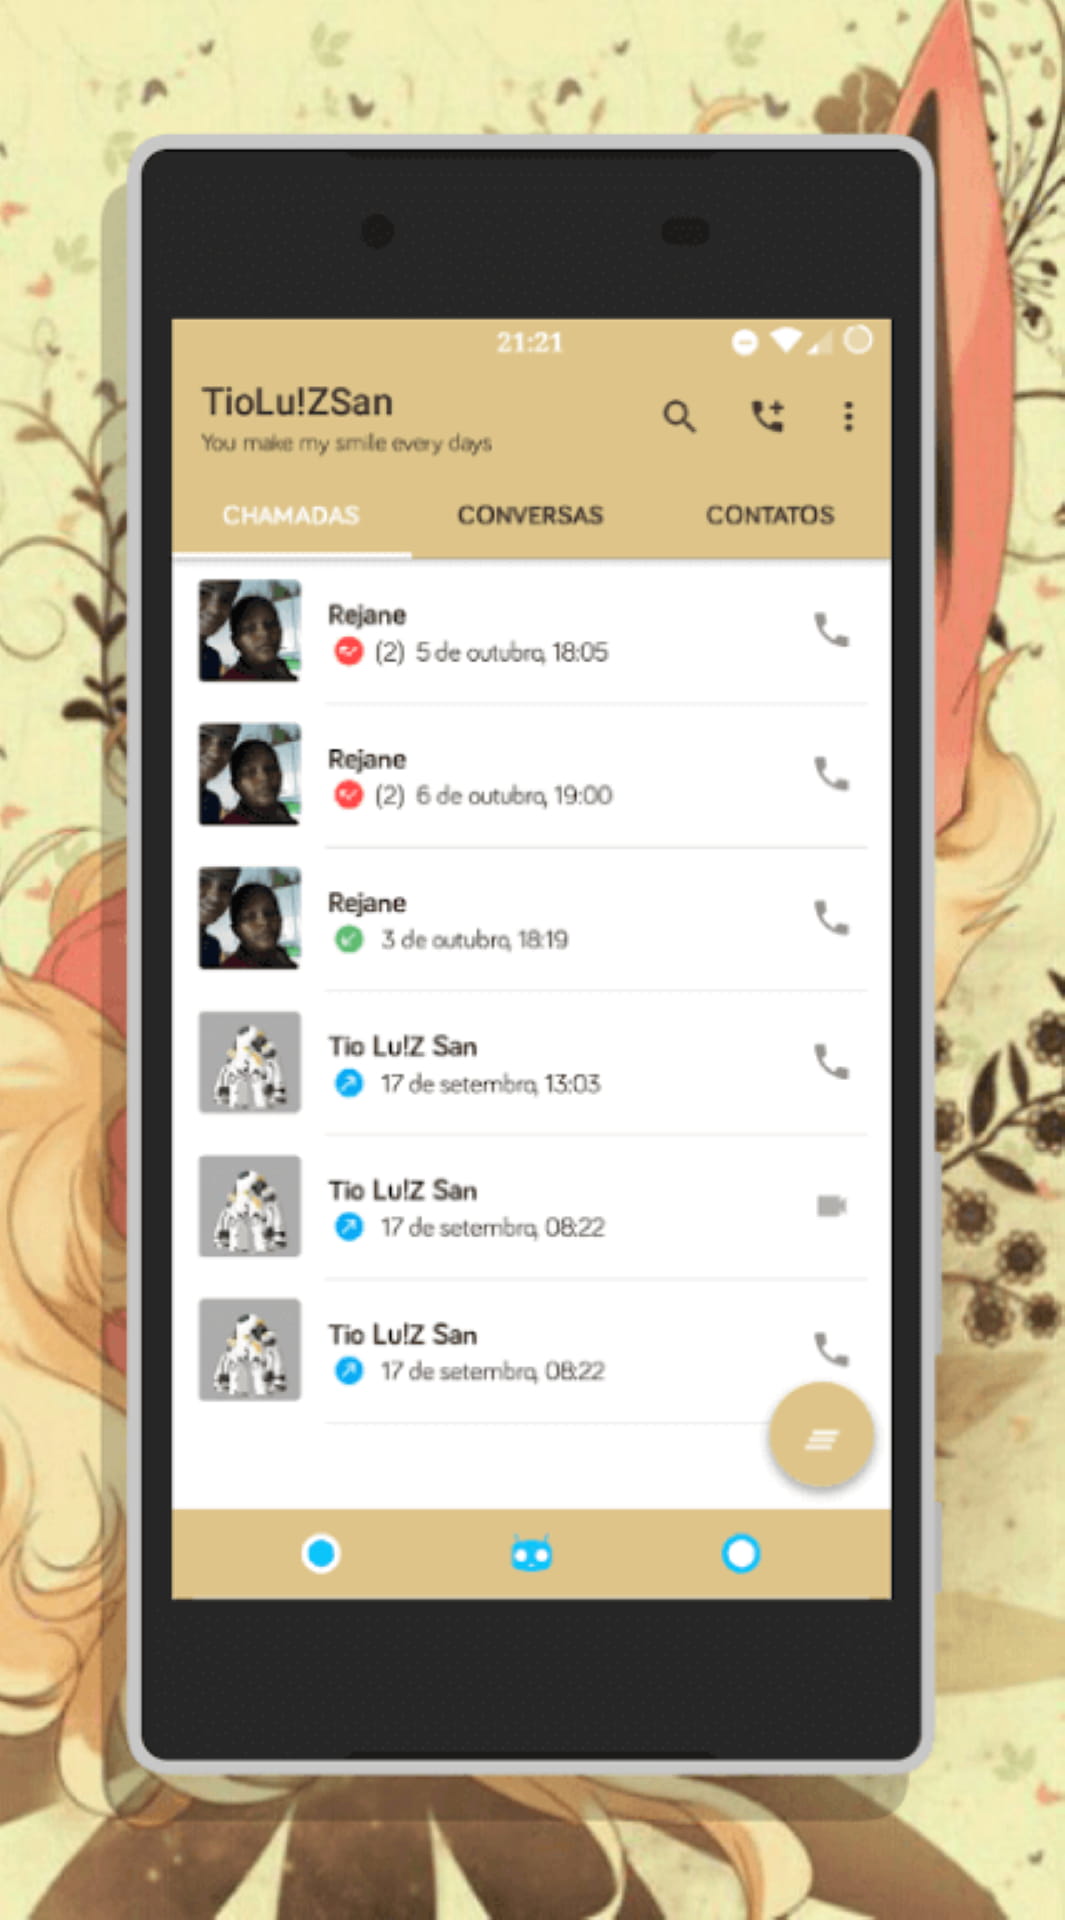 21:21
TioLu!ZSan
You make my smile every days
CHAMADAS CONVERSAS CONTATOS
Rejane
(2) 5 de outubro, 18:05
Rejane
(2) 6 de outubro, 19:00
Rejane
3 de outubro, 18:19
Tio Lu!Z San
17 de setembro, 13:03
Tio Lu!Z San
17 de setembro, 08:22
Tio Lu!Z San
17 de setembro, 08:22